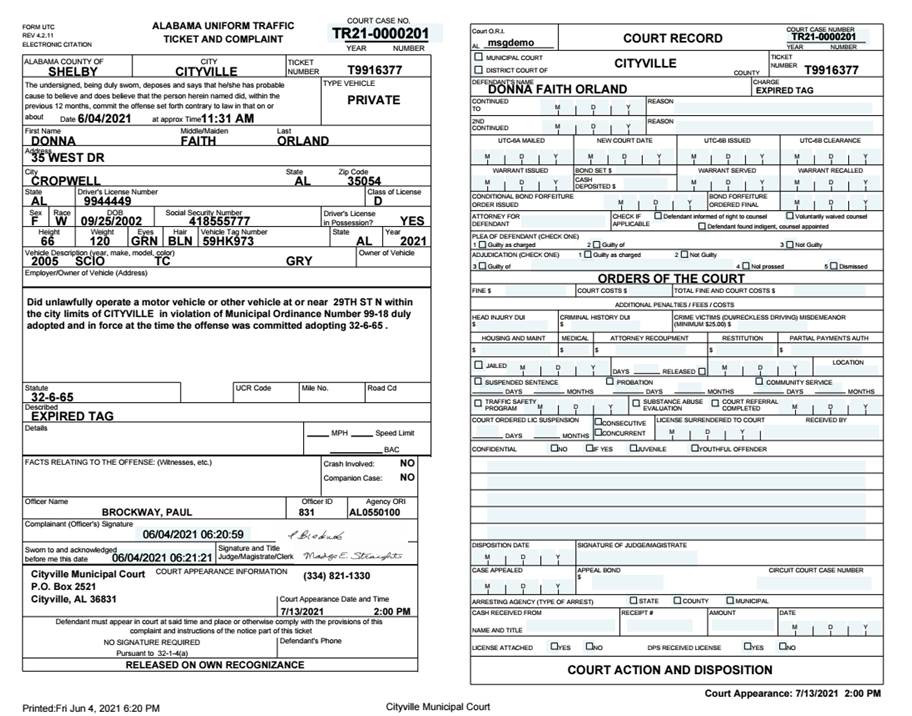 FORM UTC
REV 4.2.11
ELECTRONIC CITATION
ALABAMA UNIFORM TRAFFIC
TICKET AND COMPLAINT
COURT CASE NO.
TR21-0000201
YEAR NUMBER
ALABAMA COUNTY OF
SHELBY
CITY
CITYVILLE
TICKET
NUMBER T9916377
The undersigned, being duly sworn, deposes and says that he/she has probable
cause to believe and does believe that the person herein named did, within the
previous 12 months, commit the offense set forth contrary to law in that on or
about Date 6/04/2021 at approx Time 11:31 AM
TYPE VEHICLE
PRIVATE
First Name Middle/Maiden Last
DONNA FAITH ORLAND
Address
35 WEST DR
City State Zip Code
CROPWELL AL 35054
State Driver's License Number Class of License
AL 9944449 D
Sex Race DOB Social Security Number Driver's License
in Possession? YES
F W 09/25/2002 418555777
Height Weight Eyes Hair Vehicle Tag Number State Year
66 120 GRN BLN 59HK973 AL 2021
Vehicle Description (year, make, model, color) Owner of Vehicle
2005 SCIO TC GRY
Employer/Owner of Vehicle (Address)
Did unlawfully operate a motor vehicle or other vehicle at or near 29TH ST N within
the city limits of CITYVILLE in violation of Municipal Ordinance Number 99-18 duly
adopted and in force at the time the offense was committed adopting 32-6-65 .
Statute UCR Code Mile No. Road Cd
32-6-65
Described
EXPIRED TAG
Details
MPH Speed Limit
BAC
FACTS RELATING TO THE OFFENSE: (Witnesses, etc.)
Crash Involved: NO
Companion Case: NO
Officer Name Officer ID Agency ORI
BROCKWAY, PAUL 831 AL0550100
Complainant (Officer's) Signature
06/04/2021 06:20:59
Sworn to and acknowledged
before me this date 06/04/2021 06:21:21
Signature and Title
Judge/Magistrate/Clerk
Cityville Municipal Court COURT APPEARANCE INFORMATION (334) 821-1330
P.O. Box 2521
Cityville, AL 36831
Court Appearance Date and Time
7/13/2021 2:00 PM
Defendant must appear in court at said time and place or otherwise comply with the provisions of this
complaint and instructions of the notice part of this ticket
NO SIGNATURE REQUIRED
Pursuant to 32-1-4(a)
Defendant's Phone
RELEASED ON OWN RECOGNIZANCE
Printed:Fri Jun 4, 2021 6:20 PM
Court O.R.I.
AL msgdemo
COURT RECORD
COURT CASE NUMBER
TR21-0000201
YEAR NUMBER
MUNICIPAL COURT
DISTRICT COURT OF
CITYVILLE
COUNTY
TICKET
NUMBER T9916377
DEFENDANT'S NAME
DONNA FAITH ORLAND
CHARGE
EXPIRED TAG
CONTINUED
TO M D Y REASON
2ND
CONTINUED M D Y REASON
UTC-6A MAILED NEW COURT DATE UTC-6B ISSUED UTC-6B CLEARANCE
M D Y M D Y M D Y M D Y
WARRANT ISSUED BOND SET $ WARRANT SERVED WARRANT RECALLED
M D Y CASH
DEPOSITED $ M D Y M D Y
CONDITIONAL BOND FORFEITURE
ORDER ISSUED M D Y BOND FORFEITURE
ORDERED FINAL M D Y
ATTORNEY FOR
DEFENDANT
CHECK IF
APPLICABLE
Defendant informed of right to counsel Voluntarily waived counsel
Defendant found indigent, counsel appointed
PLEA OF DEFENDANT (CHECK ONE)
1 Guilty as charged 2 Guilty of 3 Not Guilty
ADJUDICATION (CHECK ONE) 1 Guilty as charged 2 Not Guilty
3 Guilty of 4 Nol prossed 5 Dismissed
ORDERS OF THE COURT
FINE $ COURT COSTS $ TOTAL FINE AND COURT COSTS $
ADDITIONAL PENALTIES / FEES / COSTS
HEAD INJURY DUI
$
CRIMINAL HISTORY DUI
$
CRIME VICTIMS (DUI/RECKLESS DRIVING) MISDEMEANOR
(MINIMUM $25.00) $
HOUSING AND MAINT MEDICAL ATTORNEY RECOUPMENT RESTITUTION PARTIAL PAYMENTS AUTH
$ $ $ $ $
JAILED M D Y DAYS RELEASED M D Y LOCATION
SUSPENDED SENTENCE PROBATION COMMUNITY SERVICE
DAYS MONTHS DAYS MONTHS DAYS MONTHS
TRAFFIC SAFETY
PROGRAM M D Y
SUBSTANCE ABUSE
EVALUATION
COURT REFERRAL
COMPLETED M D Y
COURT ORDERED LIC SUSPENSION
DAYS MONTHS
CONSECUTIVE
CONCURRENT
LICENSE SURRENDERED TO COURT
M D Y
RECEIVED BY
CONFIDENTIAL NO IF YES JUVENILE YOUTHFUL OFFENDER
DISPOSITION DATE
M D Y
SIGNATURE OF JUDGE/MAGISTRATE
CASE APPEALED
M D Y
APPEAL BOND
$
CIRCUIT COURT CASE NUMBER
ARRESTING AGENCY (TYPE OF ARREST) STATE COUNTY MUNICIPAL
CASH RECEIVED FROM RECEIPT # AMOUNT DATE
NAME AND TITLE M D Y
LICENSE ATTACHED YES NO DPS RECEIVED LICENSE YES NO
COURT ACTION AND DISPOSITION
Court Appearance: 7/13/2021 2:00 PM
Cityville Municipal Court